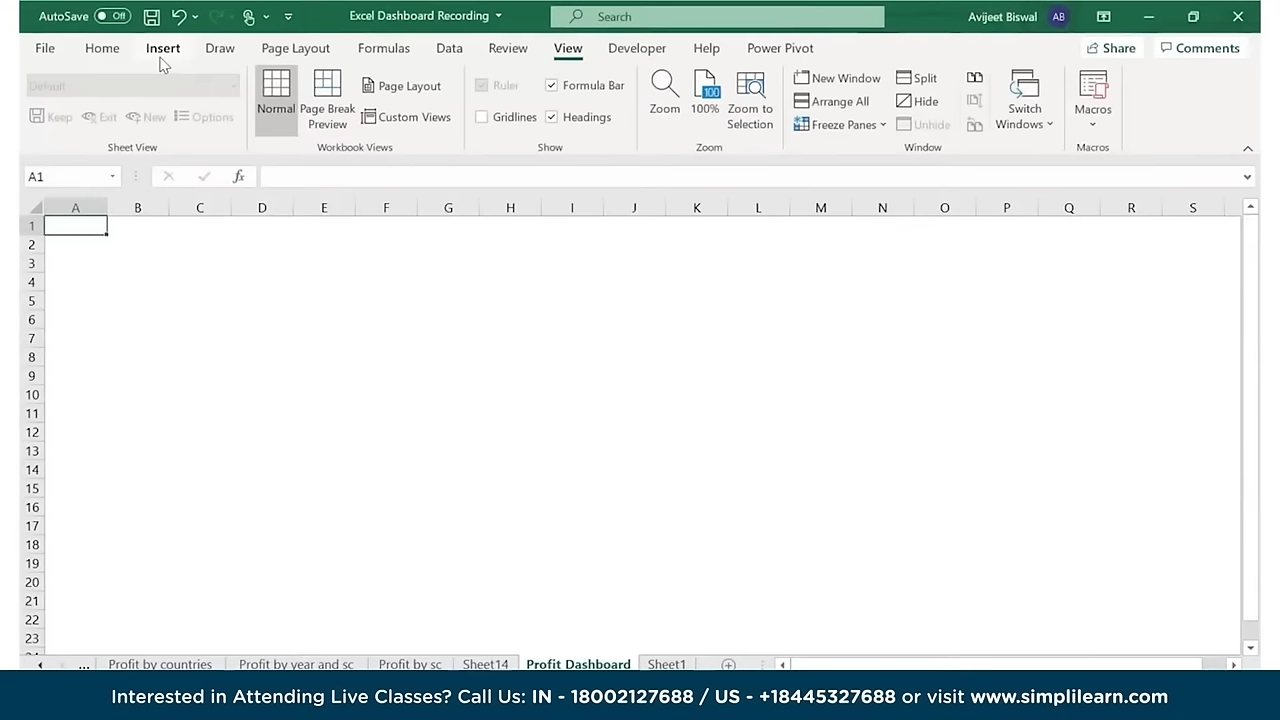 AutoSave Off Excel Dashboard Recording Search Avijeet Biswal AB
File Home Insert Draw Page Layout Formulas Data Review View Developer Help Power Pivot Share Comments
Default
Keep Exit New Options
Sheet View
Normal
Page Break Preview
Page Layout
Custom Views
Workbook Views
Ruler Formula Bar
Gridlines Headings
Show
Zoom
100
100%
Zoom to Selection
Zoom
New Window
Arrange All
Freeze Panes
Split
Hide
Unhide
Switch Windows
Window
Macros
Macros
A1 fx
A B C D E F G H I J K L M N O P Q R S
1
2
3
4
5
6
7
8
9
10
11
12
13
14
15
16
17
18
19
20
21
22
23
... Profit by countries Profit by year and sc Profit by sc Sheet14 Profit Dashboard Sheet1
Interested in Attending Live Classes? Call Us: IN - 18002127688 / US - +18445327688 or visit www.simplilearn.com